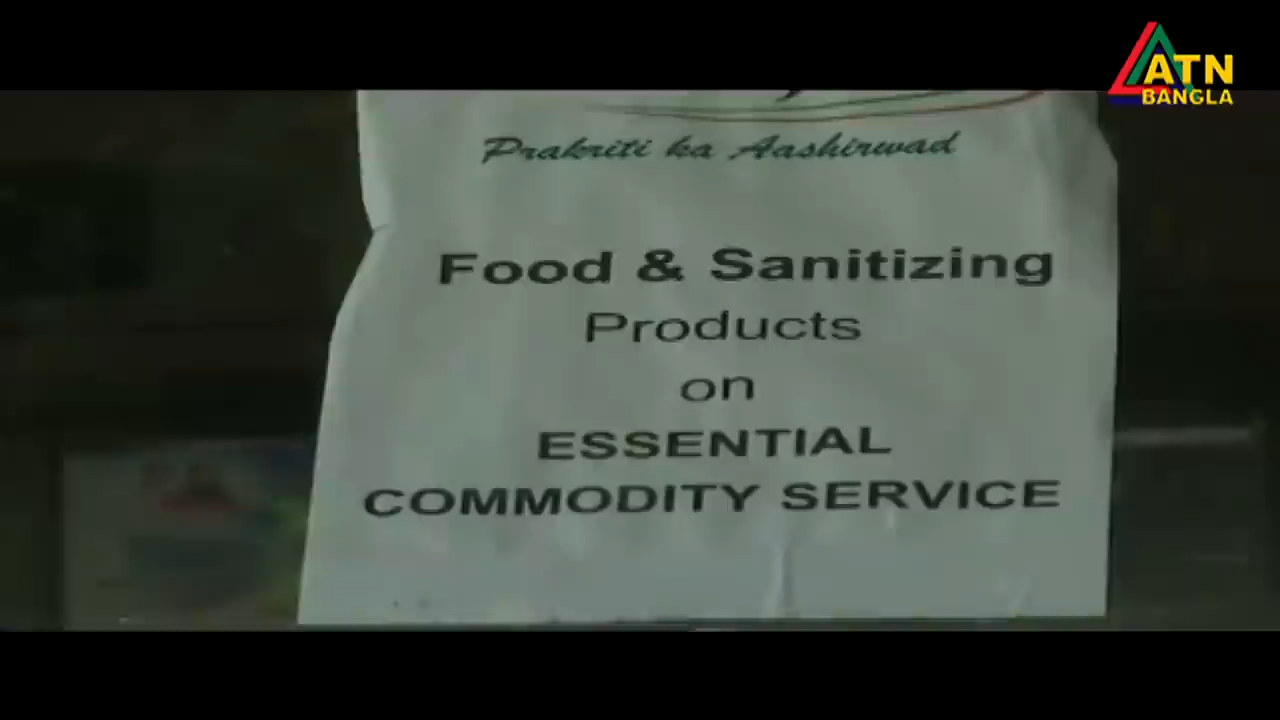 ATN
BANGLA
Prakriti ka Aashirwad
Food & Sanitizing
Products
on
ESSENTIAL
COMMODITY SERVICE